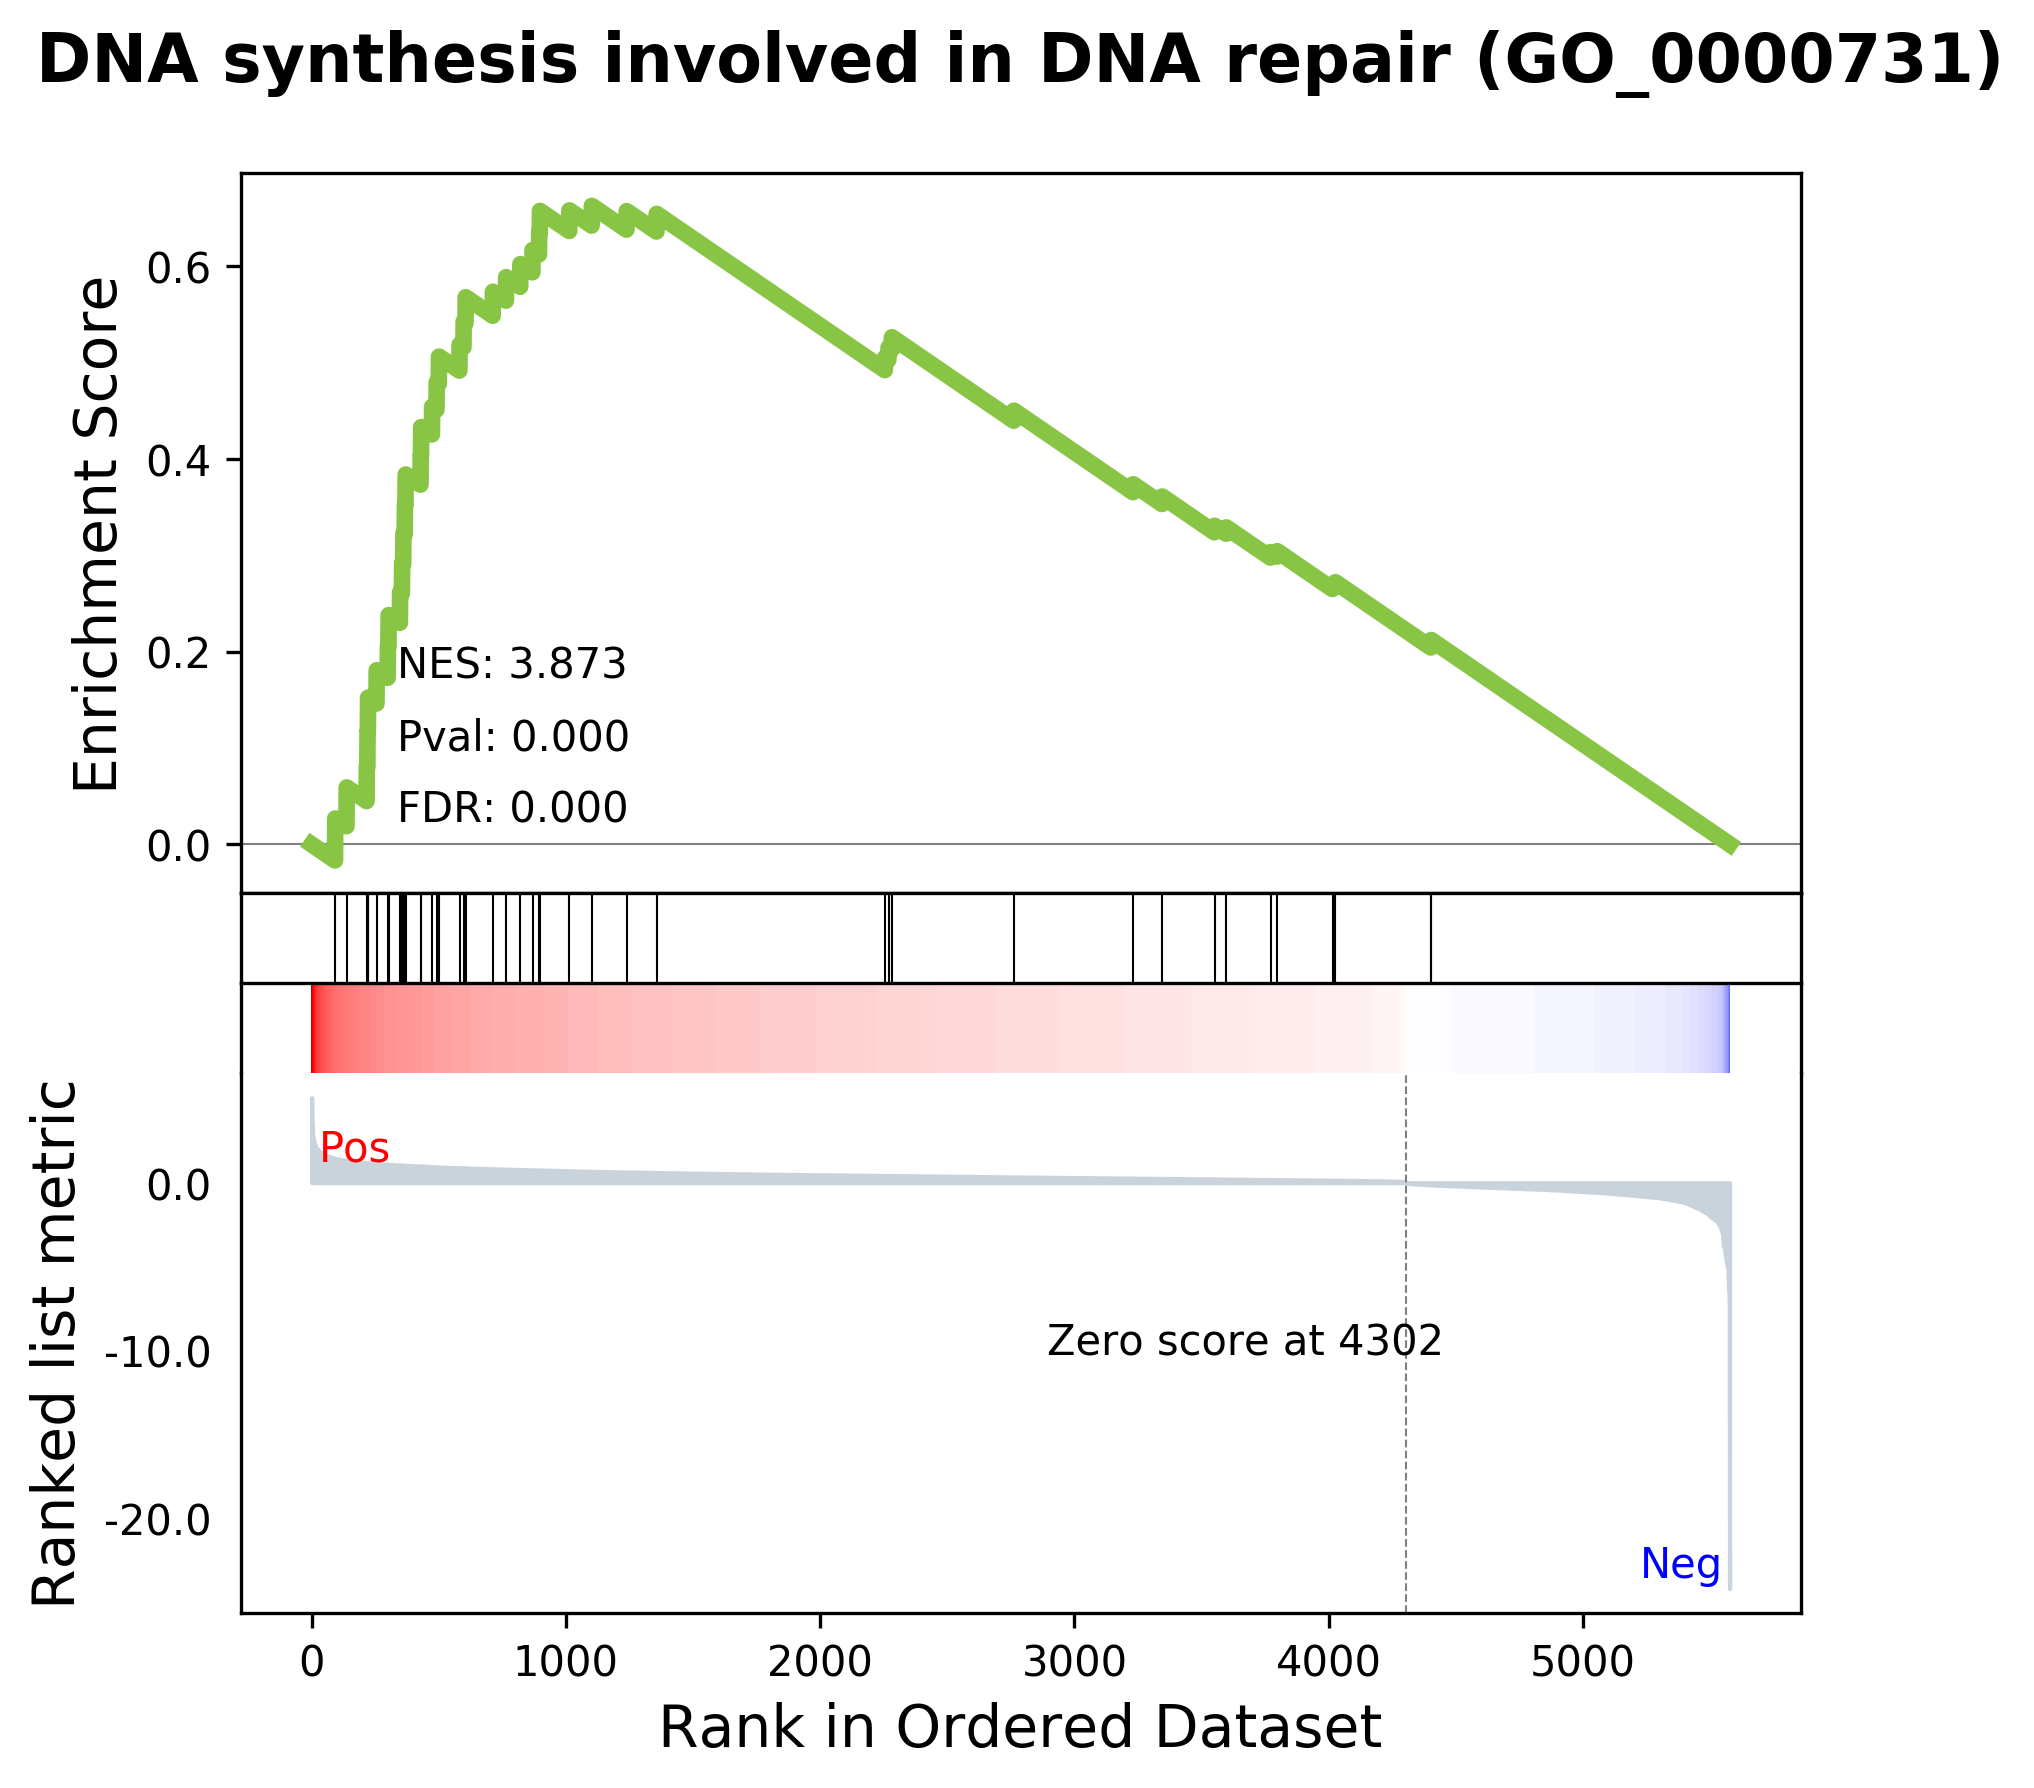 DNA synthesis involved in DNA repair (GO_0000731)
Enrichment Score
0.6
0.4
0.2
0.0
NES: 3.873
Pval: 0.000
FDR: 0.000
Ranked list metric
Pos
0.0
-10.0
-20.0
Zero score at 4302
Neg
0 1000 2000 3000 4000 5000
Rank in Ordered Dataset